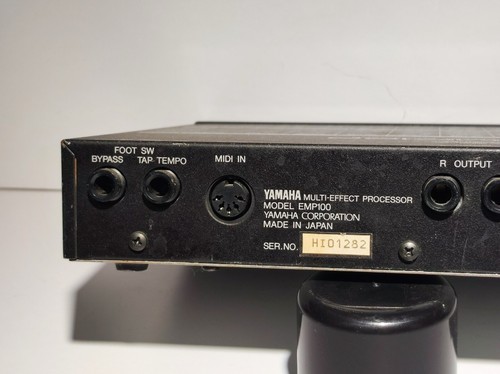 FOOT SW
BYPASS TAP TEMPO
MIDI IN
YAMAHA MULTI-EFFECT PROCESSOR
MODEL EMP100
YAMAHA CORPORATION
MADE IN JAPAN
SER.NO. HI01282
R OUTPUT